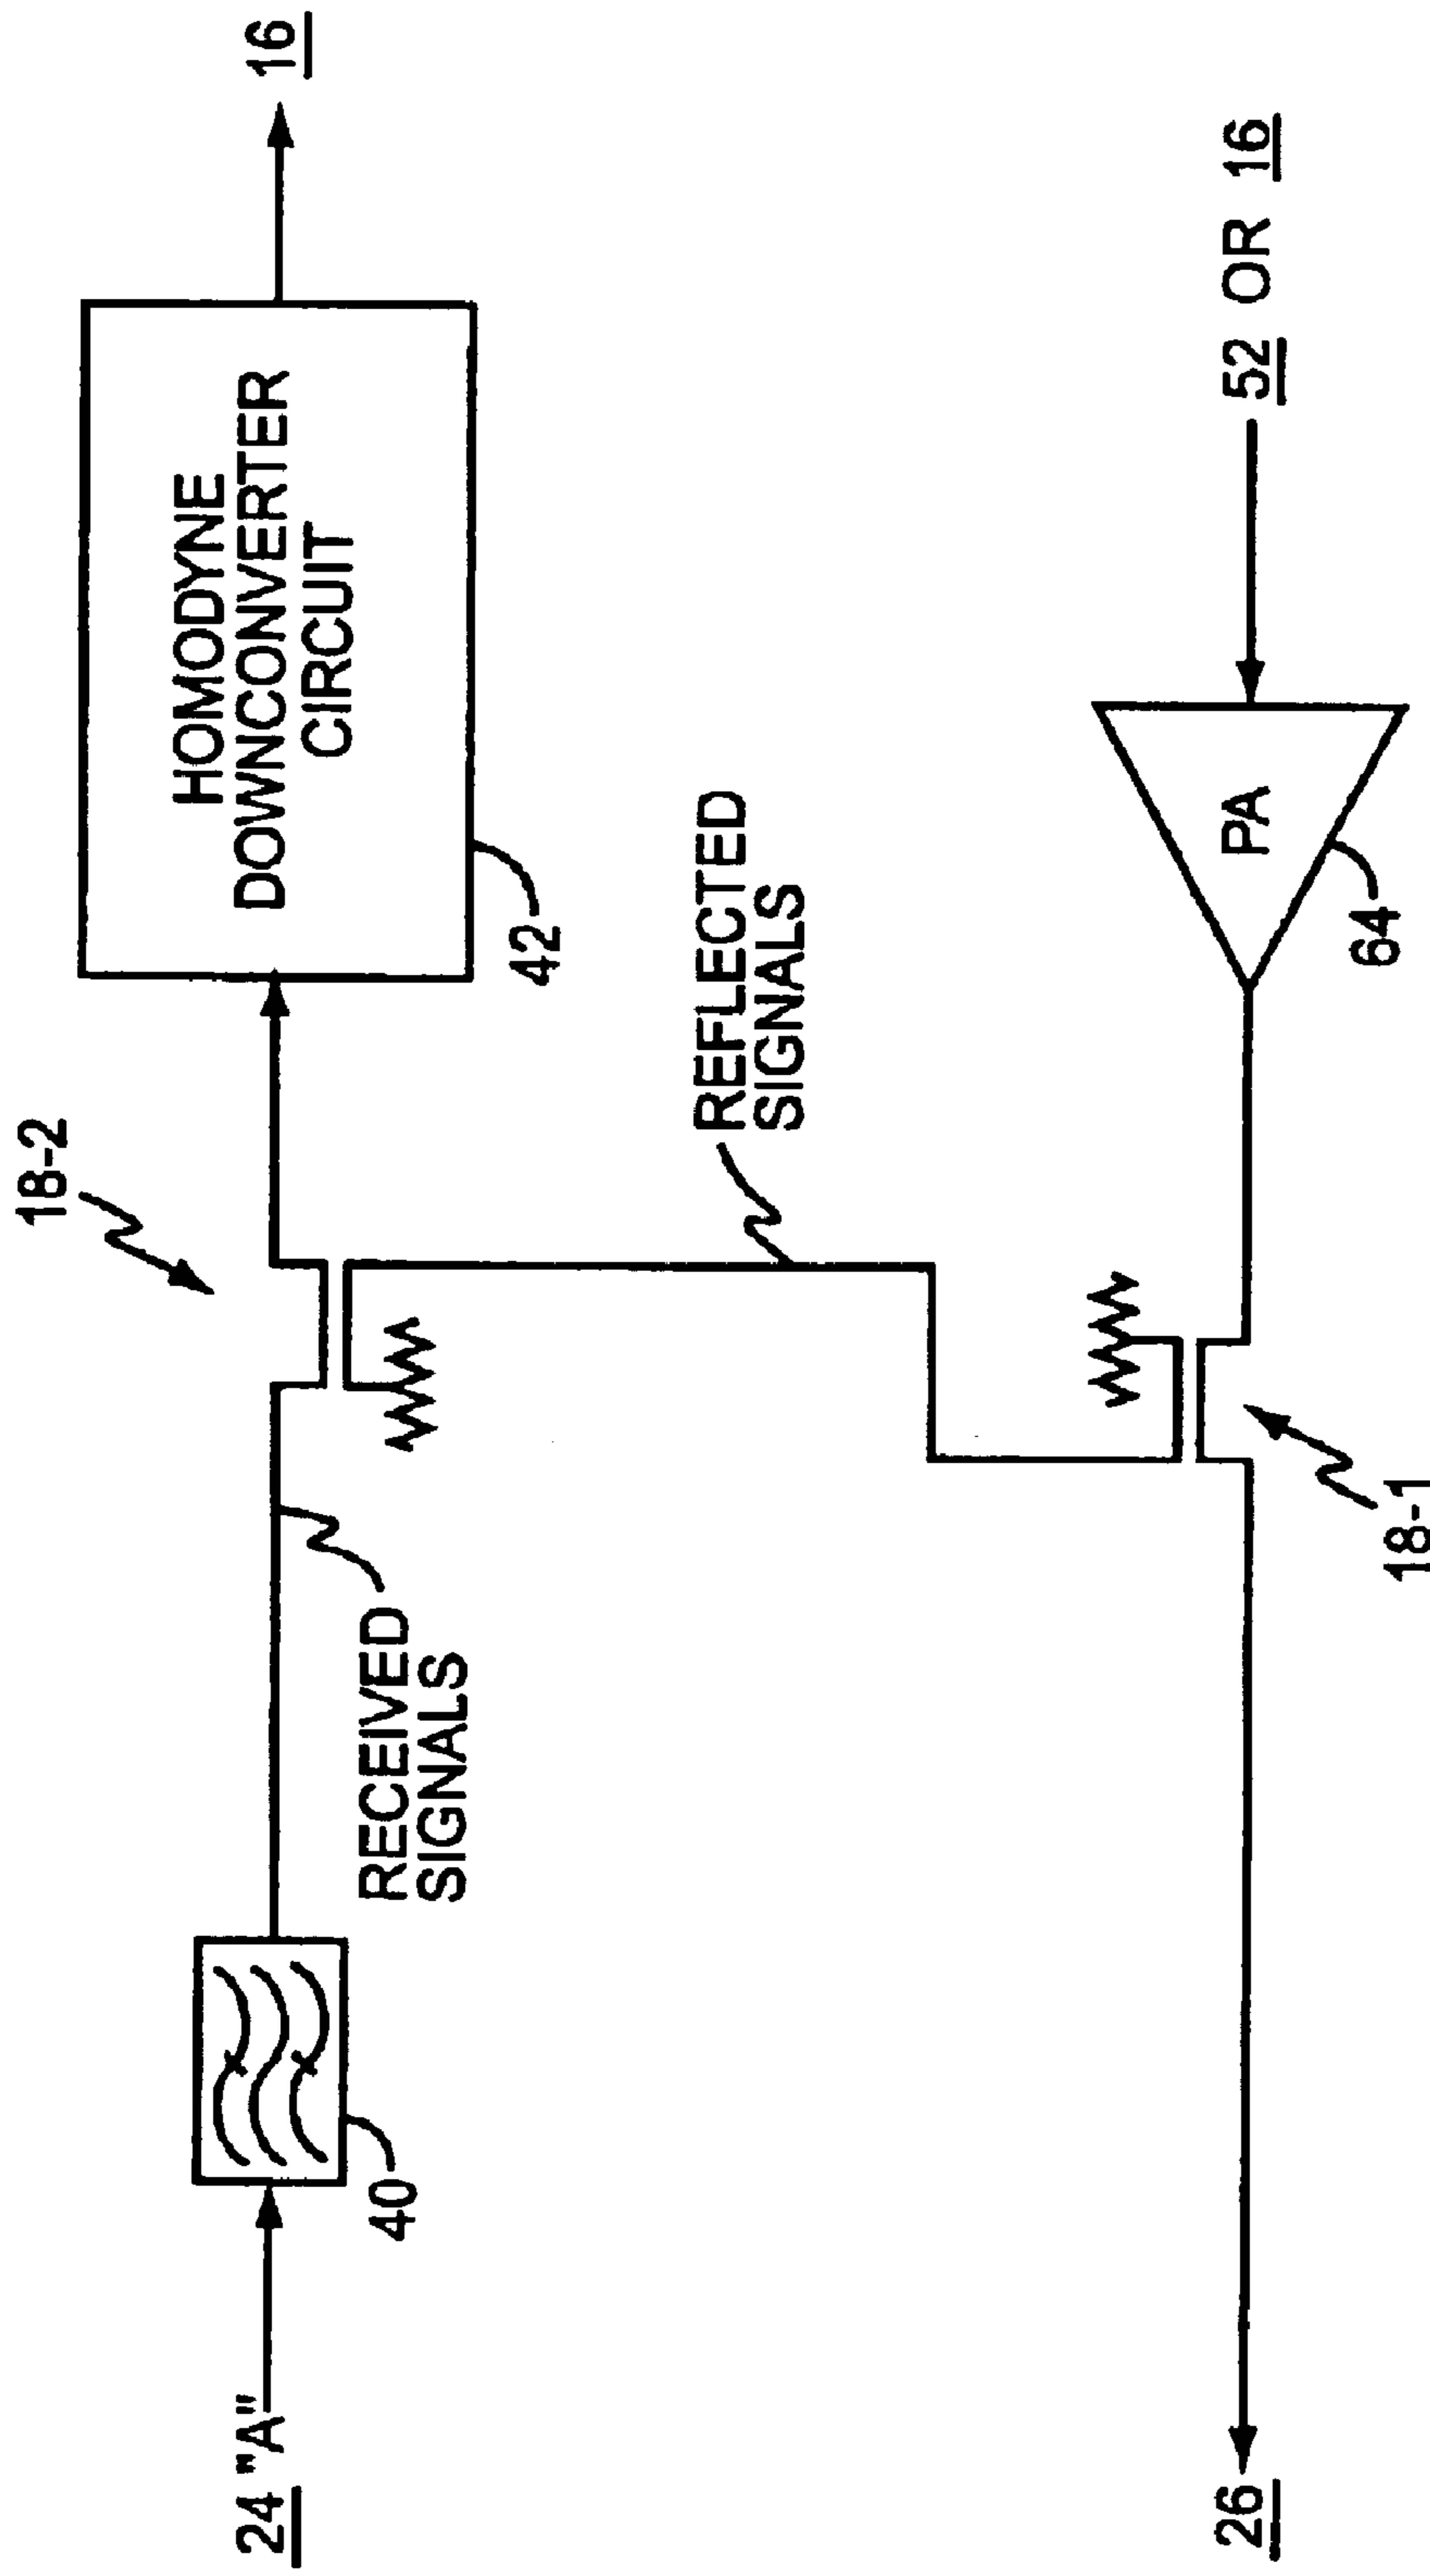 18-2
16
HOMODYNE
DOWNCONVERTER
CIRCUIT
24 "A"
40
RECEIVED
SIGNALS
42
REFLECTED
SIGNALS
26
18-1
PA
64
52 OR 16